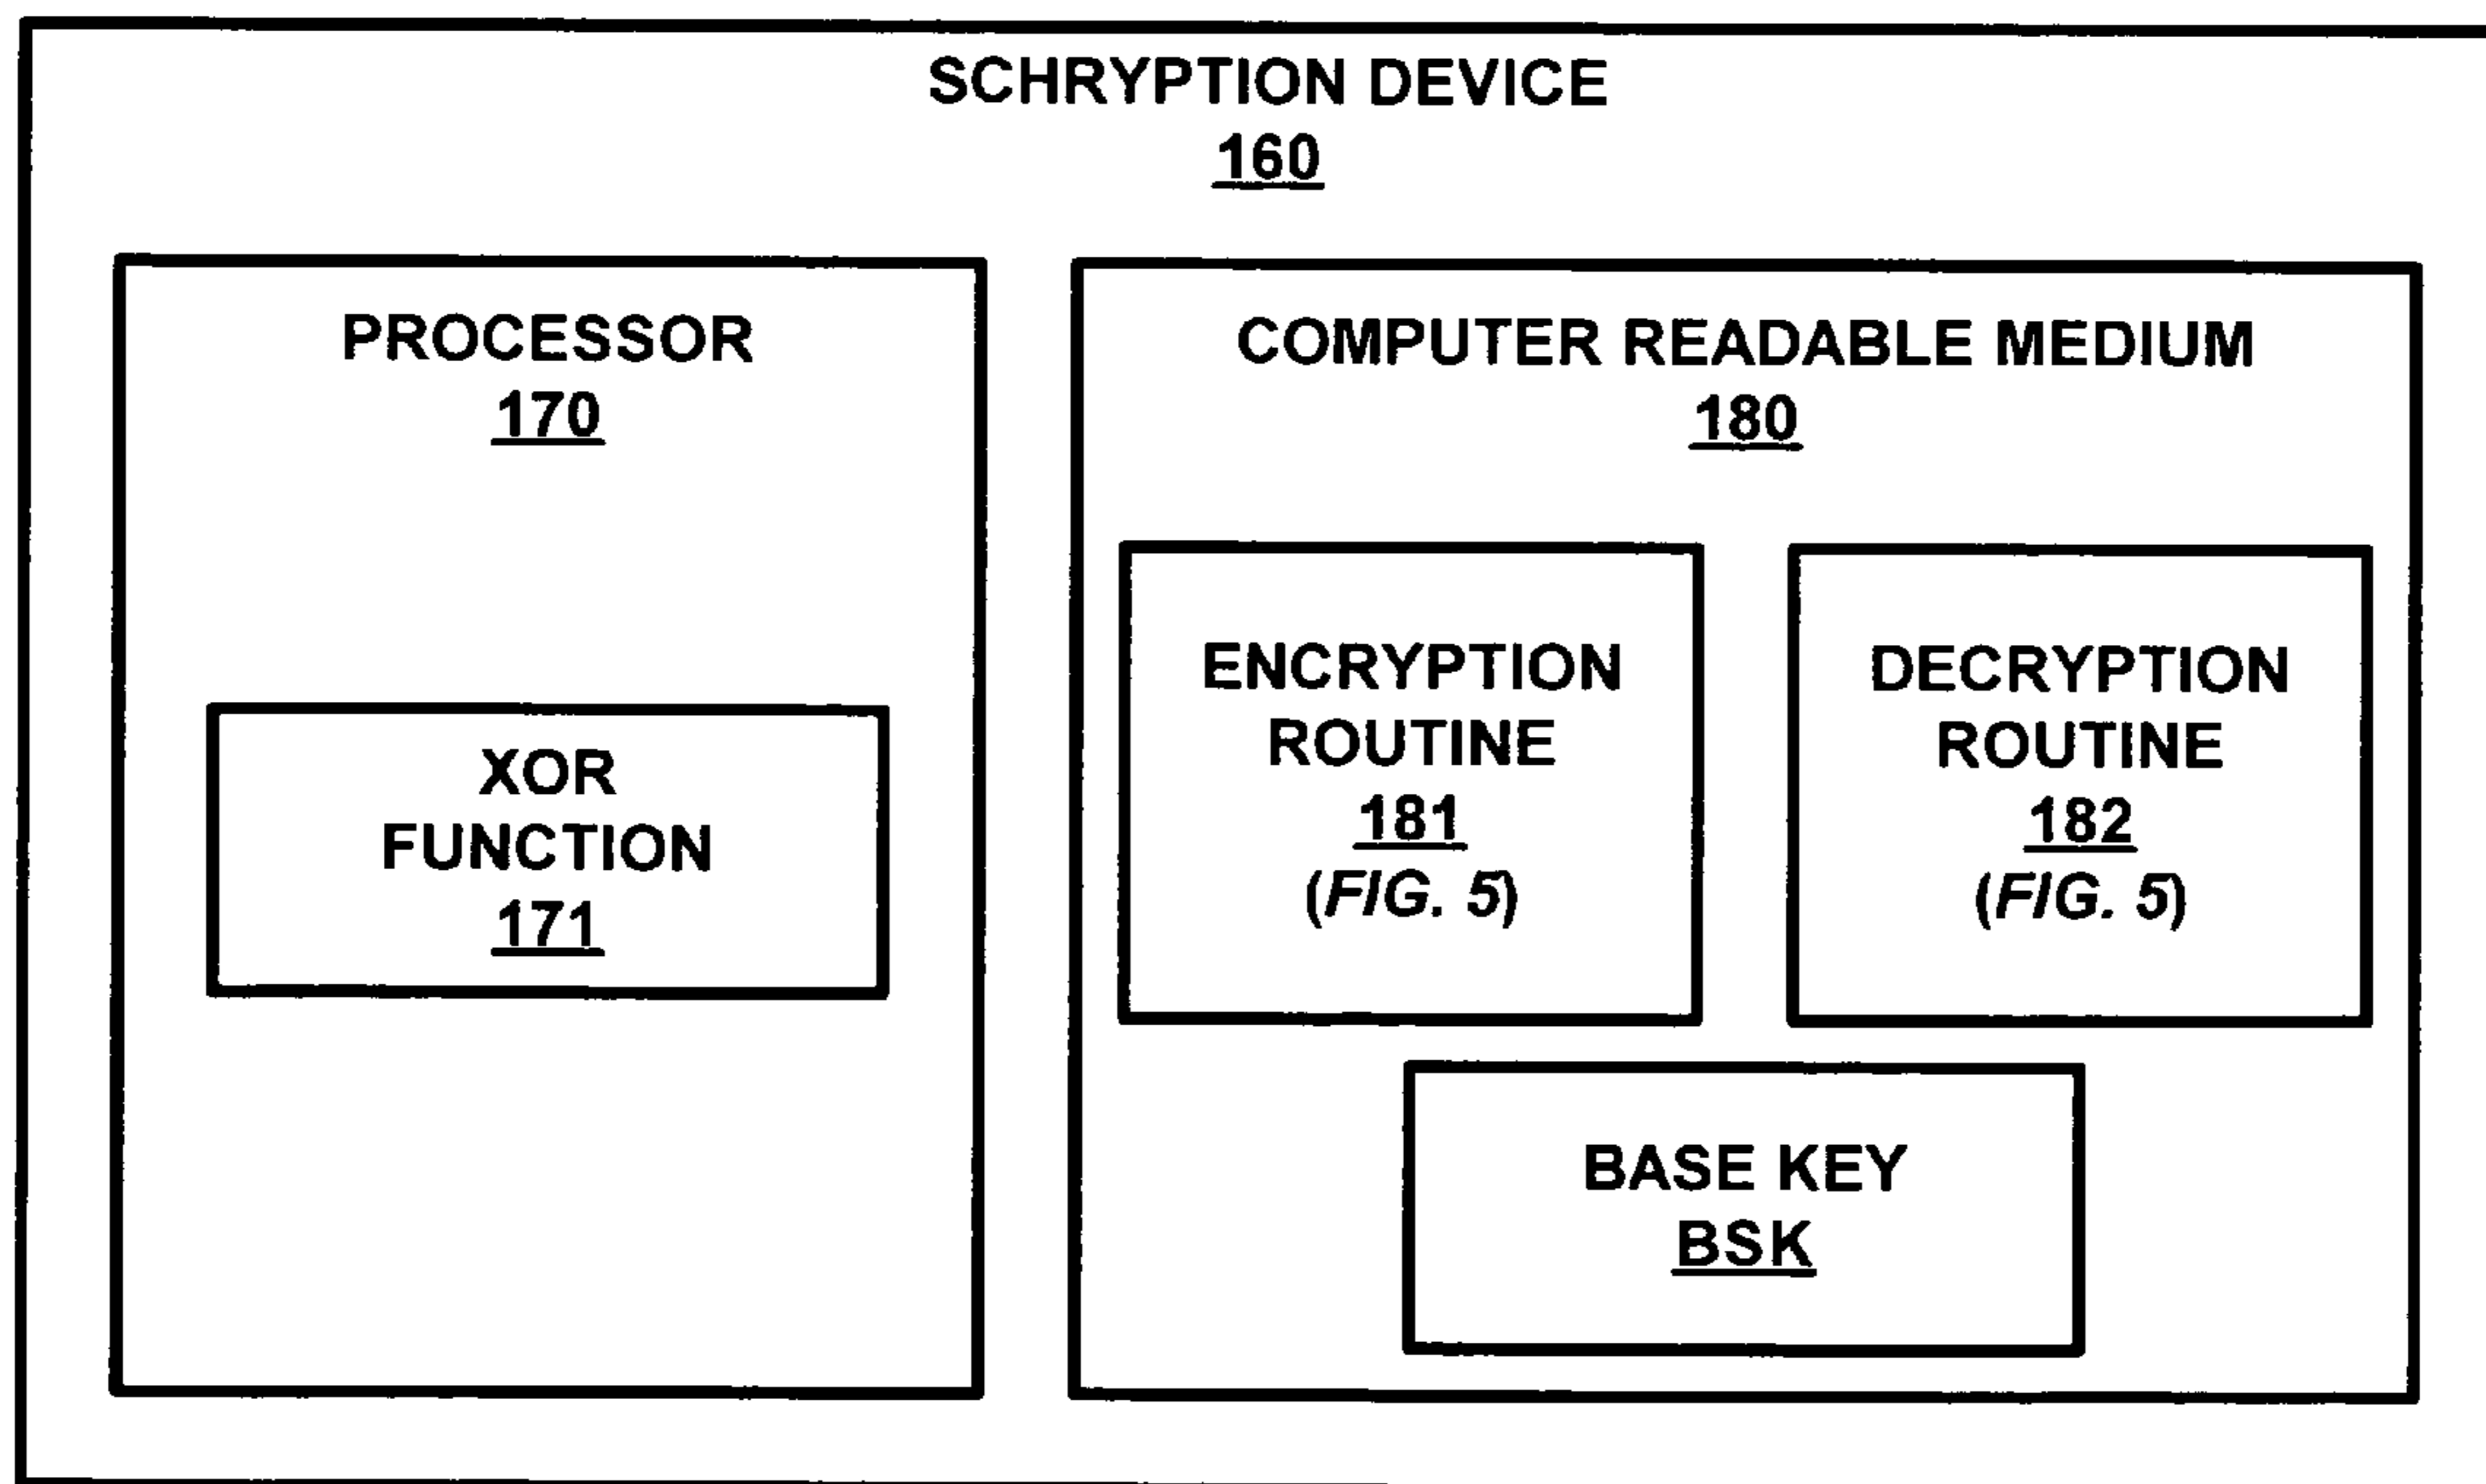 SCHRYPTION DEVICE
160
PROCESSOR
170
XOR
FUNCTION
171
COMPUTER READABLE MEDIUM
180
ENCRYPTION
ROUTINE
181
(FIG. 5)
DECRYPTION
ROUTINE
182
(FIG. 5)
BASE KEY
BSK